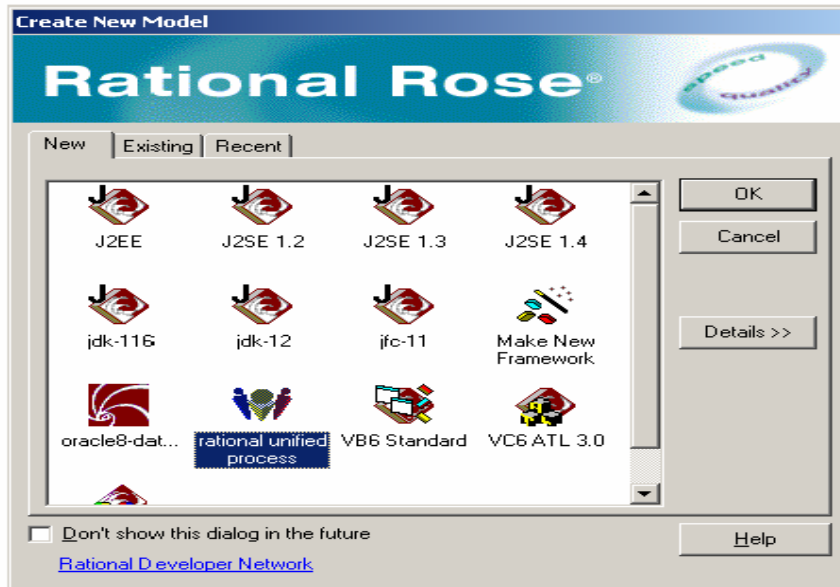 Create New Model
Rational Rose®
speed
quality
New
Existing
Recent
J2EE
J2SE 1.2
J2SE 1.3
J2SE 1.4
OK
Cancel
jdk-116
jdk-12
jfc-11
Make New
Framework
Details >>
oracle8-dat...
rational unified
process
VB6 Standard
VC6 ATL 3.0
Don't show this dialog in the future
Help
Rational Developer Network